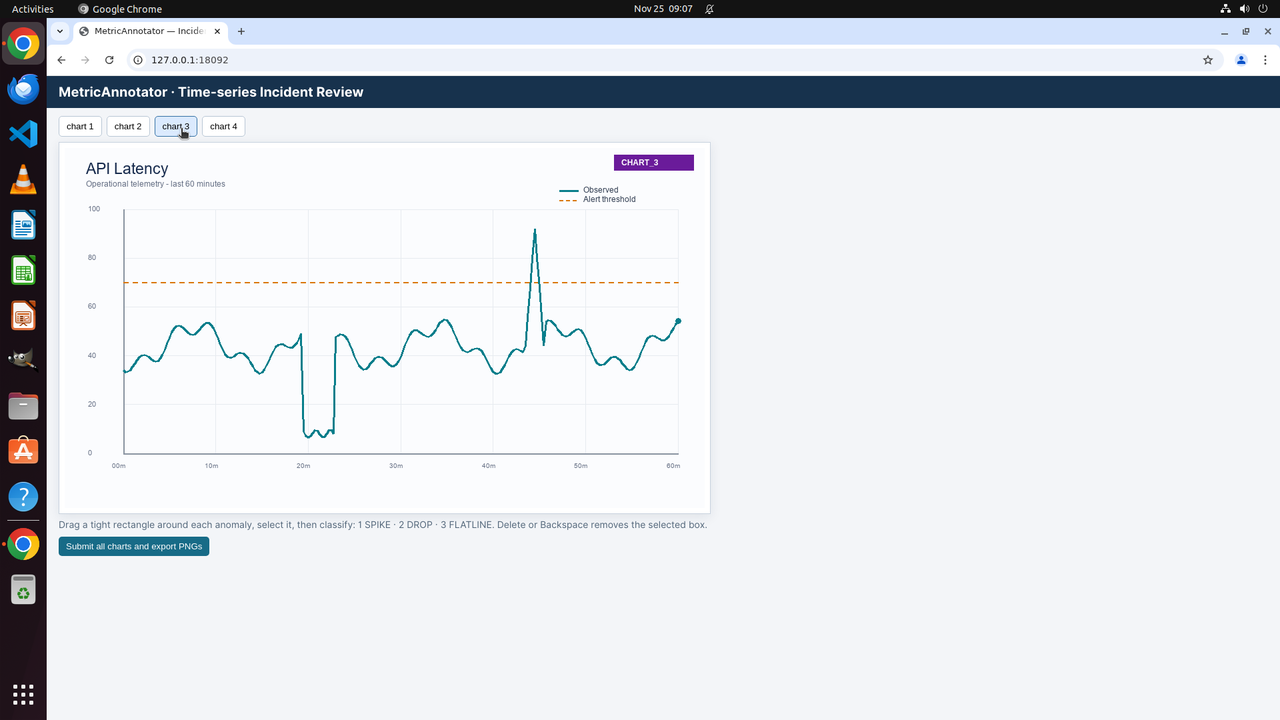 Activities
Google Chrome
Nov 25 09:07
MetricAnnotator — Incide
127.0.0.1:18092
MetricAnnotator · Time-series Incident Review
chart 1
chart 2
chart 3
chart 4
API Latency
Operational telemetry - last 60 minutes
CHART_3
Observed
Alert threshold
100
80
60
40
20
0
00m 10m 20m 30m 40m 50m 60m
Drag a tight rectangle around each anomaly, select it, then classify: 1 SPIKE · 2 DROP · 3 FLATLINE. Delete or Backspace removes the selected box.
Submit all charts and export PNGs